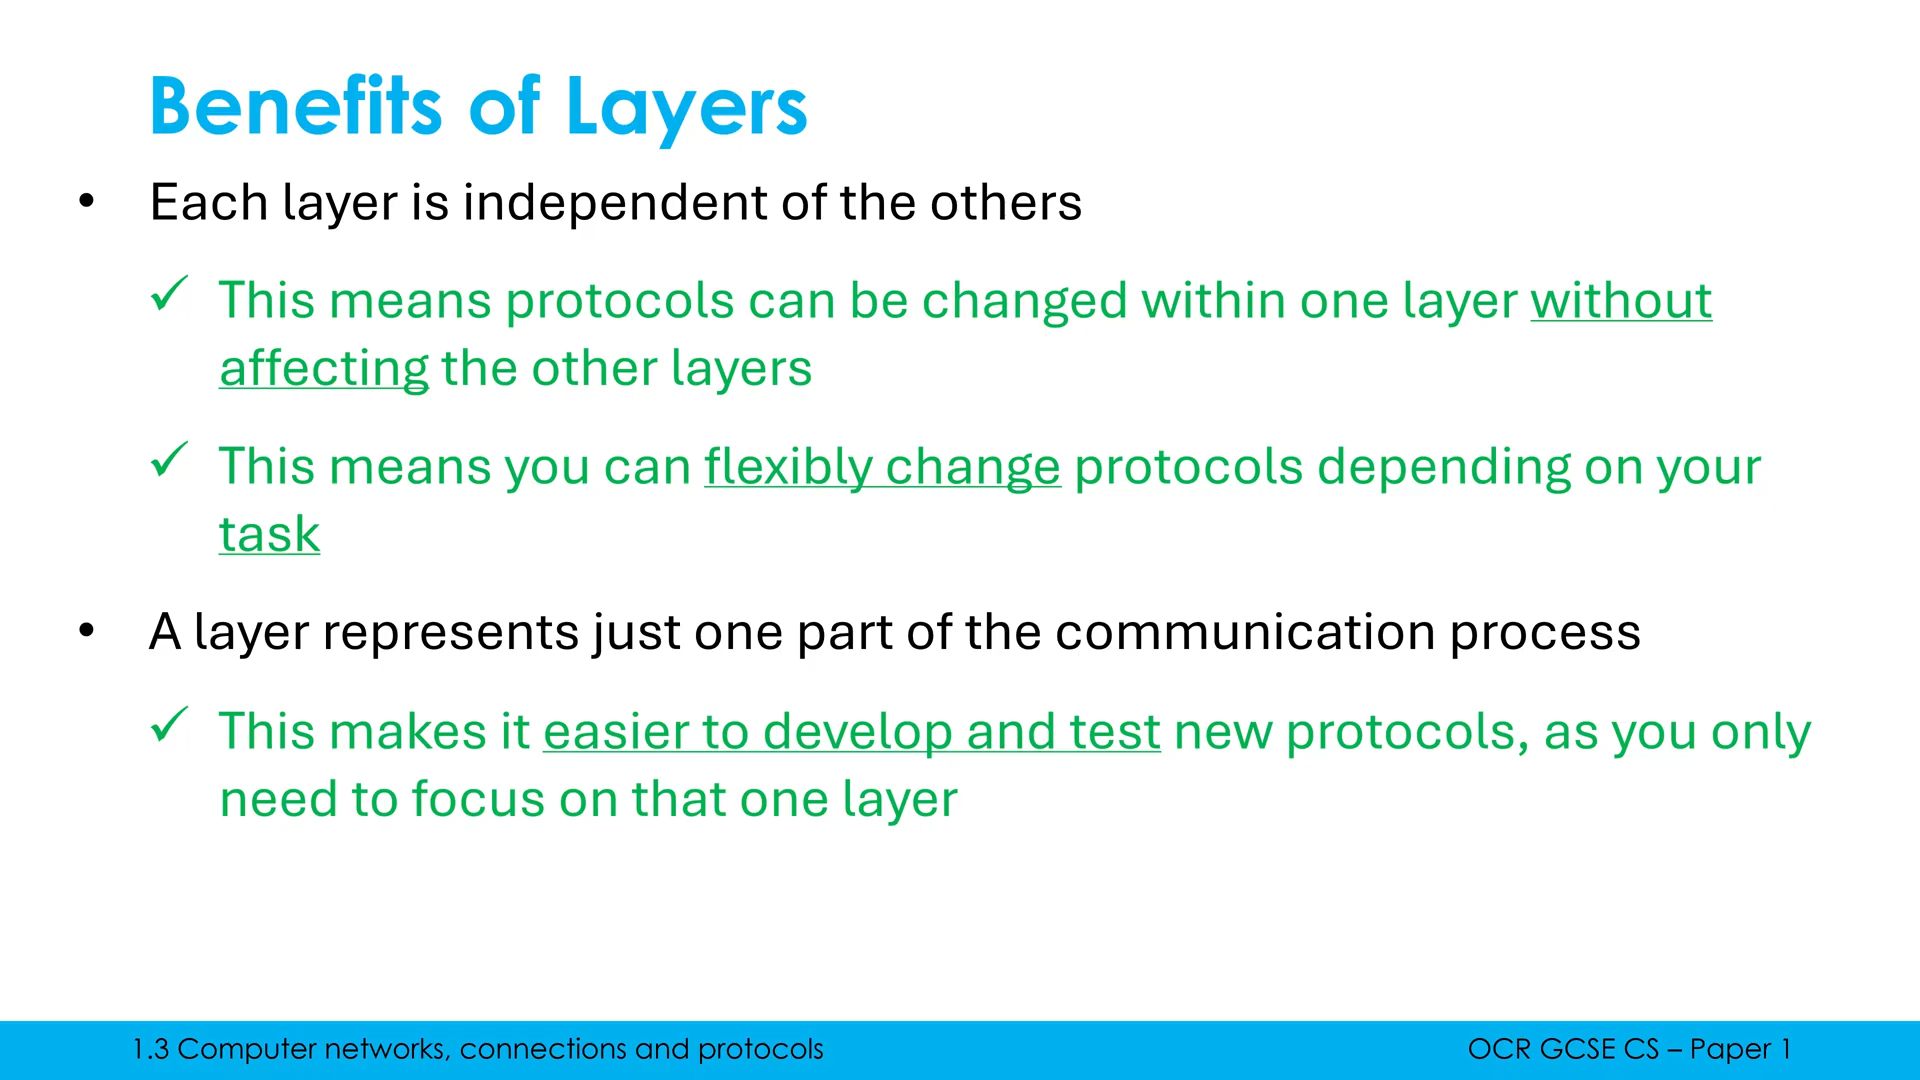 Benefits of Layers
• Each layer is independent of the others
✓ This means protocols can be changed within one layer without
affecting the other layers
✓ This means you can flexibly change protocols depending on your
task
• A layer represents just one part of the communication process
✓ This makes it easier to develop and test new protocols, as you only
need to focus on that one layer
1.3 Computer networks, connections and protocols
OCR GCSE CS – Paper 1